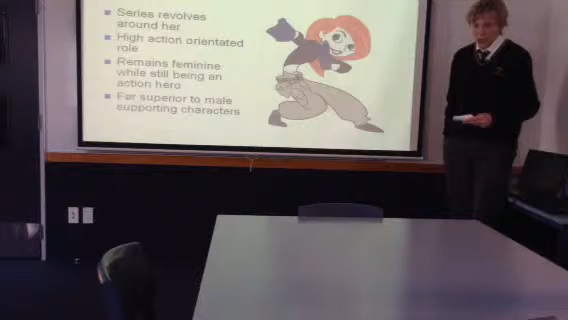 Series revolves
around her
High action orientated
role
Remains feminine
while still being an
action hero
Far superior to male
supporting characters